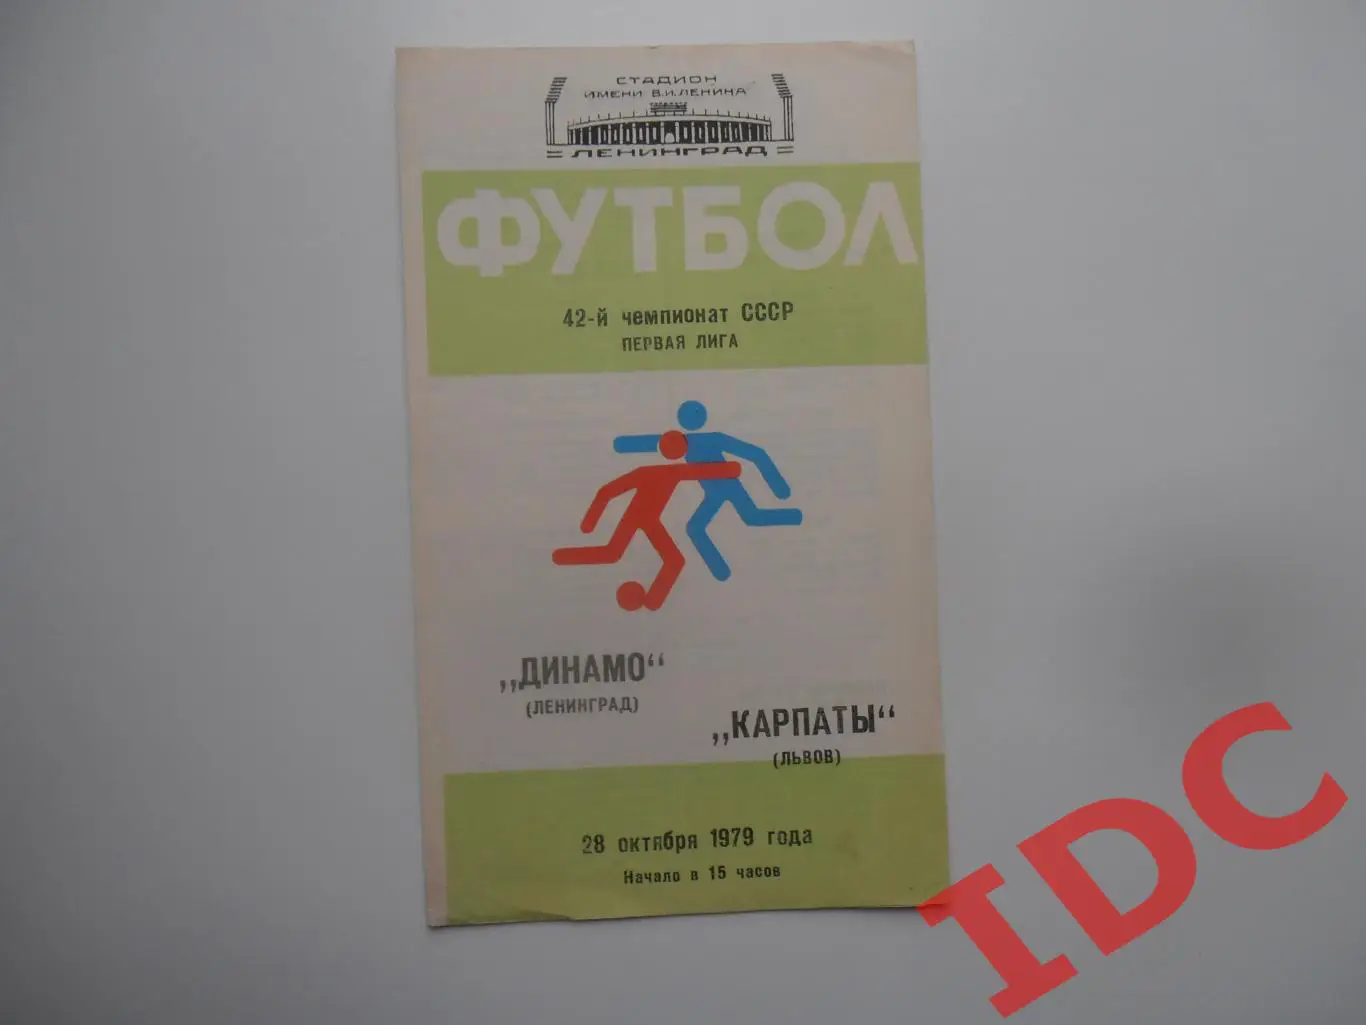 СТАДИОН
ИМЕНИ В.И.ЛЕНИНА
ЛЕНИНГРАД
ФУТБОЛ
42-й чемпионат СССР
ПЕРВАЯ ЛИГА
„ДИНАМО“
(ЛЕНИНГРАД)
„КАРПАТЫ“
(ЛЬВОВ)
28 октября 1979 года
Начало в 15 часов
IDC